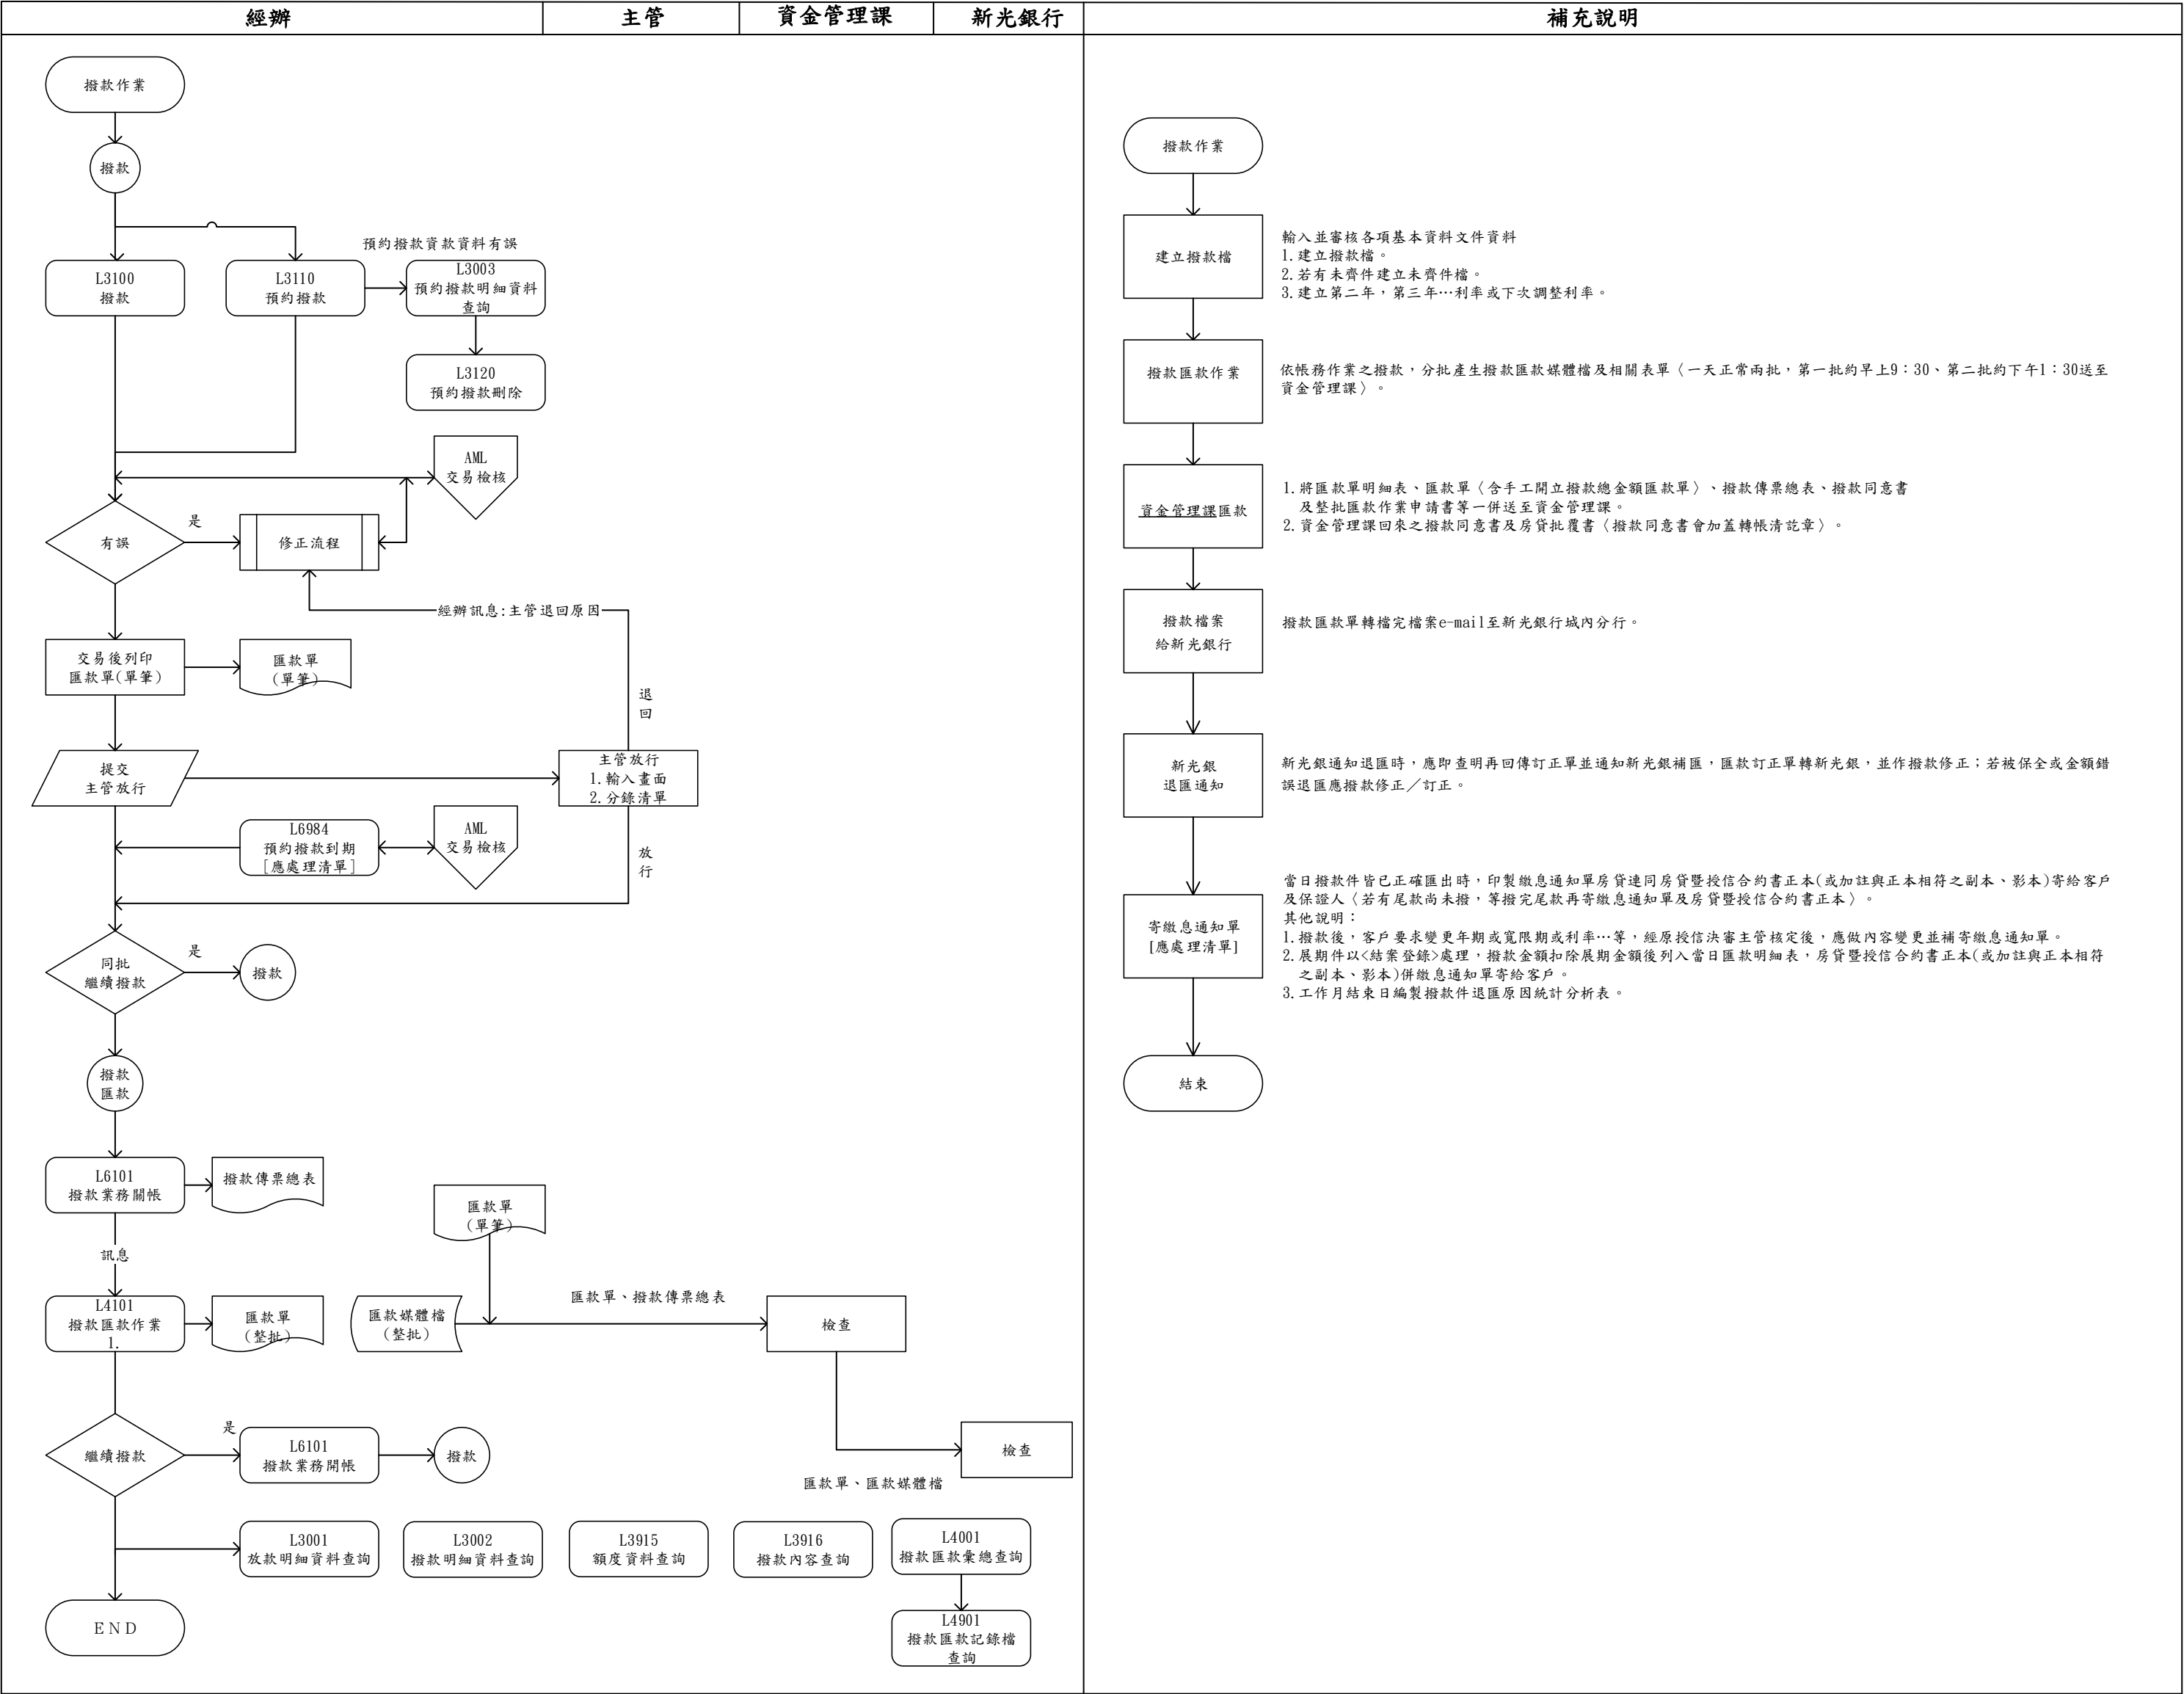 經辦
主管
資金管理課
新光銀行
補充說明
撥款作業
撥款
預約撥款資款資料有誤
L3100
撥款
L3110
預約撥款
L3003
預約撥款明細資料
查詢
L3120
預約撥款刪除
AML
交易檢核
有誤
是
修正流程
經辦訊息:主管退回原因
交易後列印
匯款單(單筆)
匯款單
(單筆)
退
回
提交
主管放行
主管放行
1.輸入畫面
2.分錄清單
L6984
預約撥款到期
[應處理清單]
AML
交易檢核
放
行
同批
繼續撥款
是
撥款
撥款
匯款
L6101
撥款業務關帳
撥款傳票總表
訊息
匯款單
(單筆)
L4101
撥款匯款作業
1.
匯款單
(整批)
匯款媒體檔
(整批)
匯款單、撥款傳票總表
檢查
繼續撥款
是
L6101
撥款業務開帳
撥款
檢查
匯款單、匯款媒體檔
L3001
放款明細資料查詢
L3002
撥款明細資料查詢
L3915
額度資料查詢
L3916
撥款內容查詢
L4001
撥款匯款彙總查詢
L4901
撥款匯款記錄檔
查詢
END
撥款作業
建立撥款檔
輸入並審核各項基本資料文件資料
1.建立撥款檔。
2.若有未齊件建立未齊件檔。
3.建立第二年，第三年…利率或下次調整利率。
撥款匯款作業
依帳務作業之撥款，分批產生撥款匯款媒體檔及相關表單〈一天正常兩批，第一批約早上9：30、第二批約下午1：30送至
資金管理課〉。
資金管理課匯款
1.將匯款單明細表、匯款單〈含手工開立撥款總金額匯款單〉、撥款傳票總表、撥款同意書
及整批匯款作業申請書等一併送至資金管理課。
2.資金管理課回來之撥款同意書及房貸批覆書〈撥款同意書會加蓋轉帳清訖章〉。
撥款檔案
給新光銀行
撥款匯款單轉檔完檔案e-mail至新光銀行城內分行。
新光銀
退匯通知
新光銀通知退匯時，應即查明再回傳訂正單並通知新光銀補匯，匯款訂正單轉新光銀，並作撥款修正；若被保全或金額錯
誤退匯應撥款修正／訂正。
寄繳息通知單
[應處理清單]
當日撥款件皆已正確匯出時，印製繳息通知單房貸連同房貸暨授信合約書正本(或加註與正本相符之副本、影本)寄給客戶
及保證人〈若有尾款尚未撥，等撥完尾款再寄繳息通知單及房貸暨授信合約書正本〉。
其他說明：
1.撥款後，客戶要求變更年期或寬限期或利率…等，經原授信決審主管核定後，應做內容變更並補寄繳息通知單。
2.展期件以<結案登錄>處理，撥款金額扣除展期金額後列入當日匯款明細表，房貸暨授信合約書正本(或加註與正本相符
之副本、影本)併繳息通知單寄給客戶。
3.工作月結束日編製撥款件退匯原因統計分析表。
結束